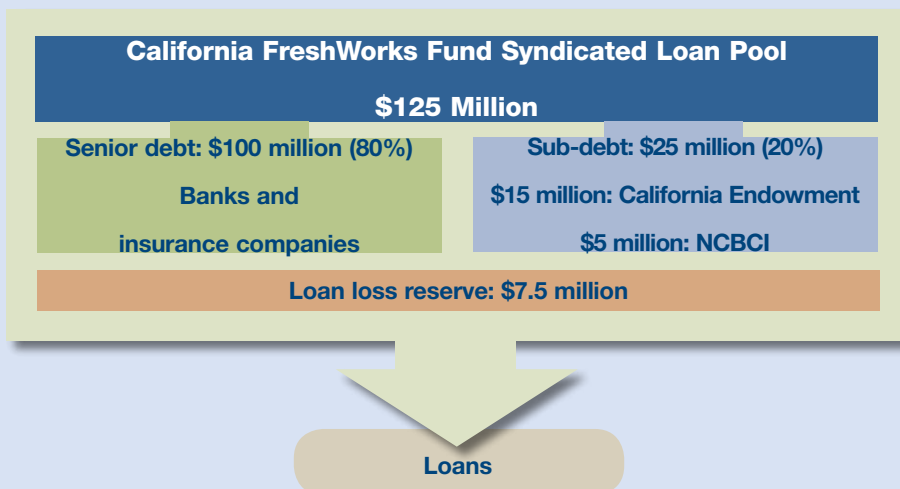 California FreshWorks Fund Syndicated Loan Pool
$125 Million
Senior debt: $100 million (80%)
Banks and
insurance companies
Sub-debt: $25 million (20%)
$15 million: California Endowment
$5 million: NCBCI
Loan loss reserve: $7.5 million
Loans